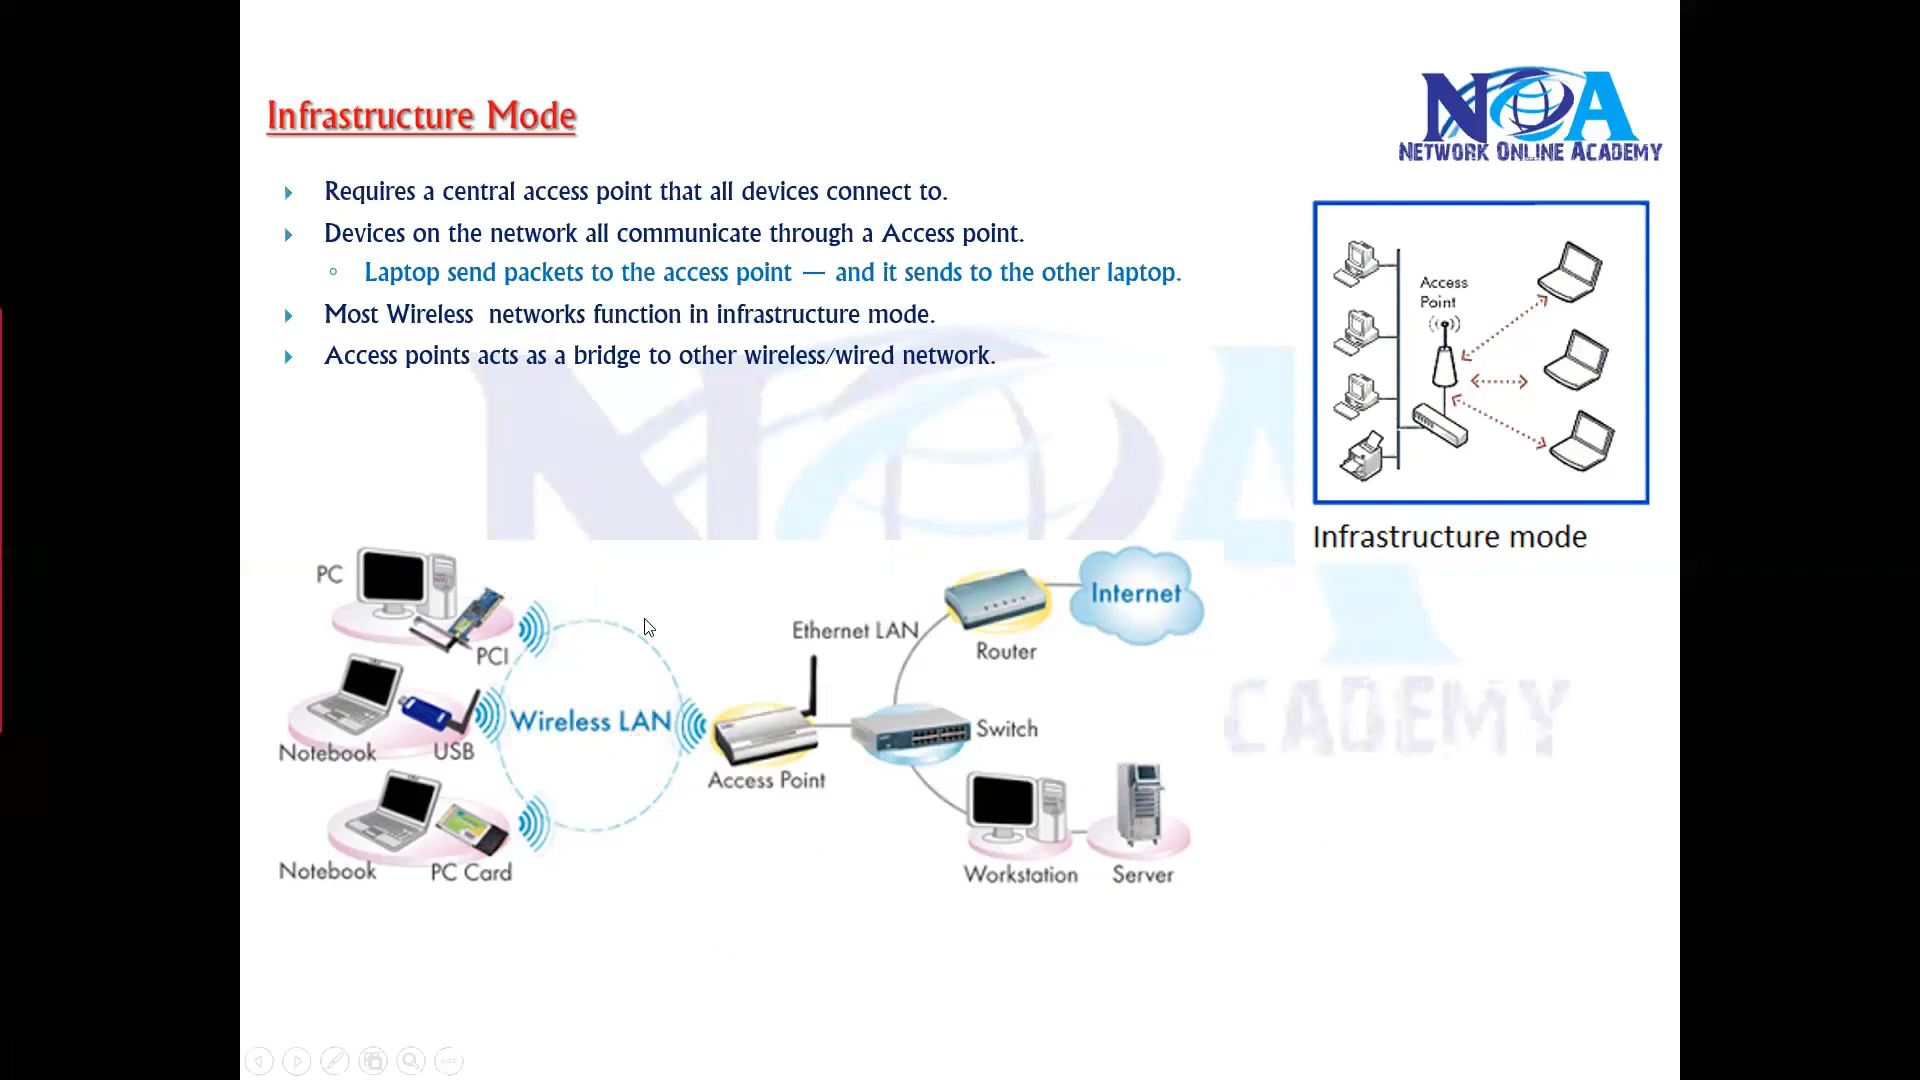 Infrastructure Mode
NOA
NETWORK ONLINE ACADEMY
Requires a central access point that all devices connect to.
Devices on the network all communicate through a Access point.
Laptop send packets to the access point — and it sends to the other laptop.
Most Wireless networks function in infrastructure mode.
Access points acts as a bridge to other wireless/wired network.
Access
Point
Infrastructure mode
PC
PCI
Notebook
USB
Notebook
PC Card
Wireless LAN
Access Point
Ethernet LAN
Router
Internet
Switch
Workstation
Server
NOA
CADEMY